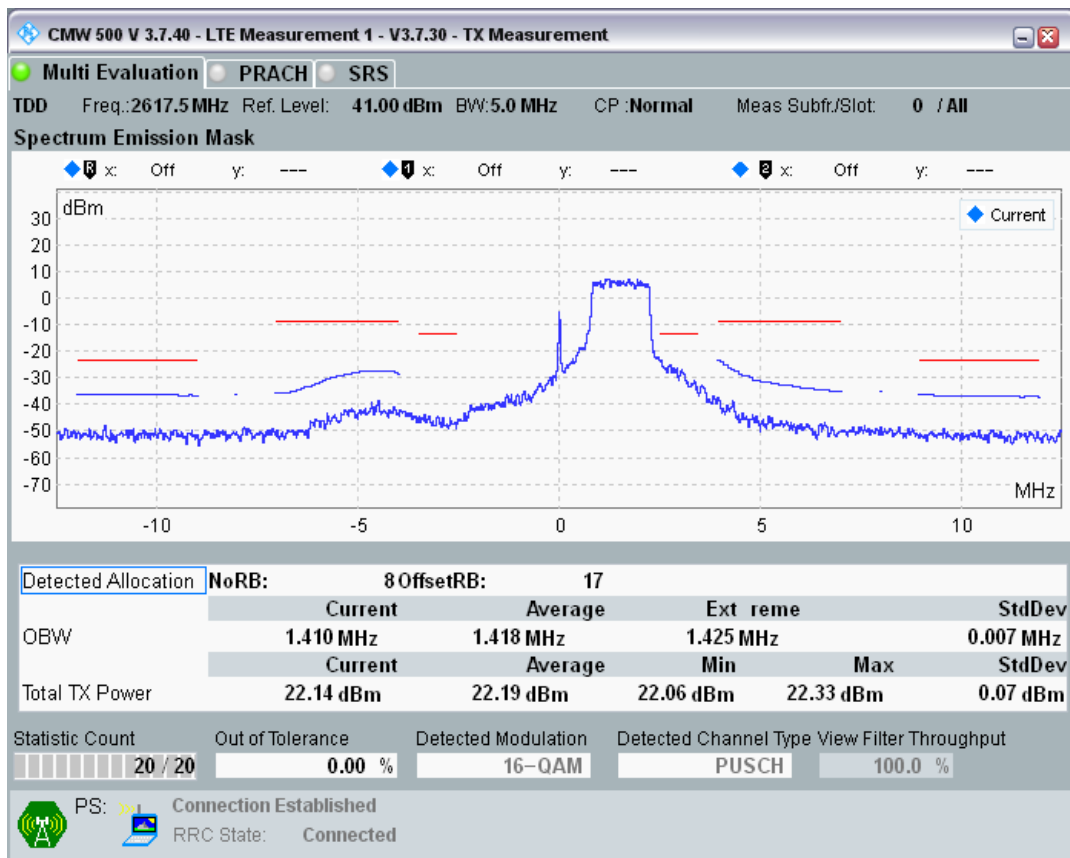 CMW 500 V 3.7.40 - LTE Measurement 1 - V3.7.30 - TX Measurement
Multi Evaluation PRACH SRS
TDD Freq.:2617.5MHz Ref. Level: 41.00 dBm BW:5.0 MHz CP :Normal Meas Subfr./Slot: 0 / All
Spectrum Emission Mask
R x: Off y: --- 1 x: Off y: --- 2 x: Off y: ---
dBm
Current
30
20
10
0
-10
-20
-30
-40
-50
-60
-70
MHz
-10 -5 0 5 10
Detected Allocation NoRB: 8 OffsetRB: 17
Current Average Ext reme StdDev
OBW 1.410 MHz 1.418 MHz 1.425 MHz 0.007 MHz
Current Average Min Max StdDev
Total TX Power 22.14 dBm 22.19 dBm 22.06 dBm 22.33 dBm 0.07 dBm
Statistic Count Out of Tolerance Detected Modulation Detected Channel Type View Filter Throughput
20 / 20 0.00 % 16-QAM PUSCH 100.0 %
PS: Connection Established
RRC State: Connected